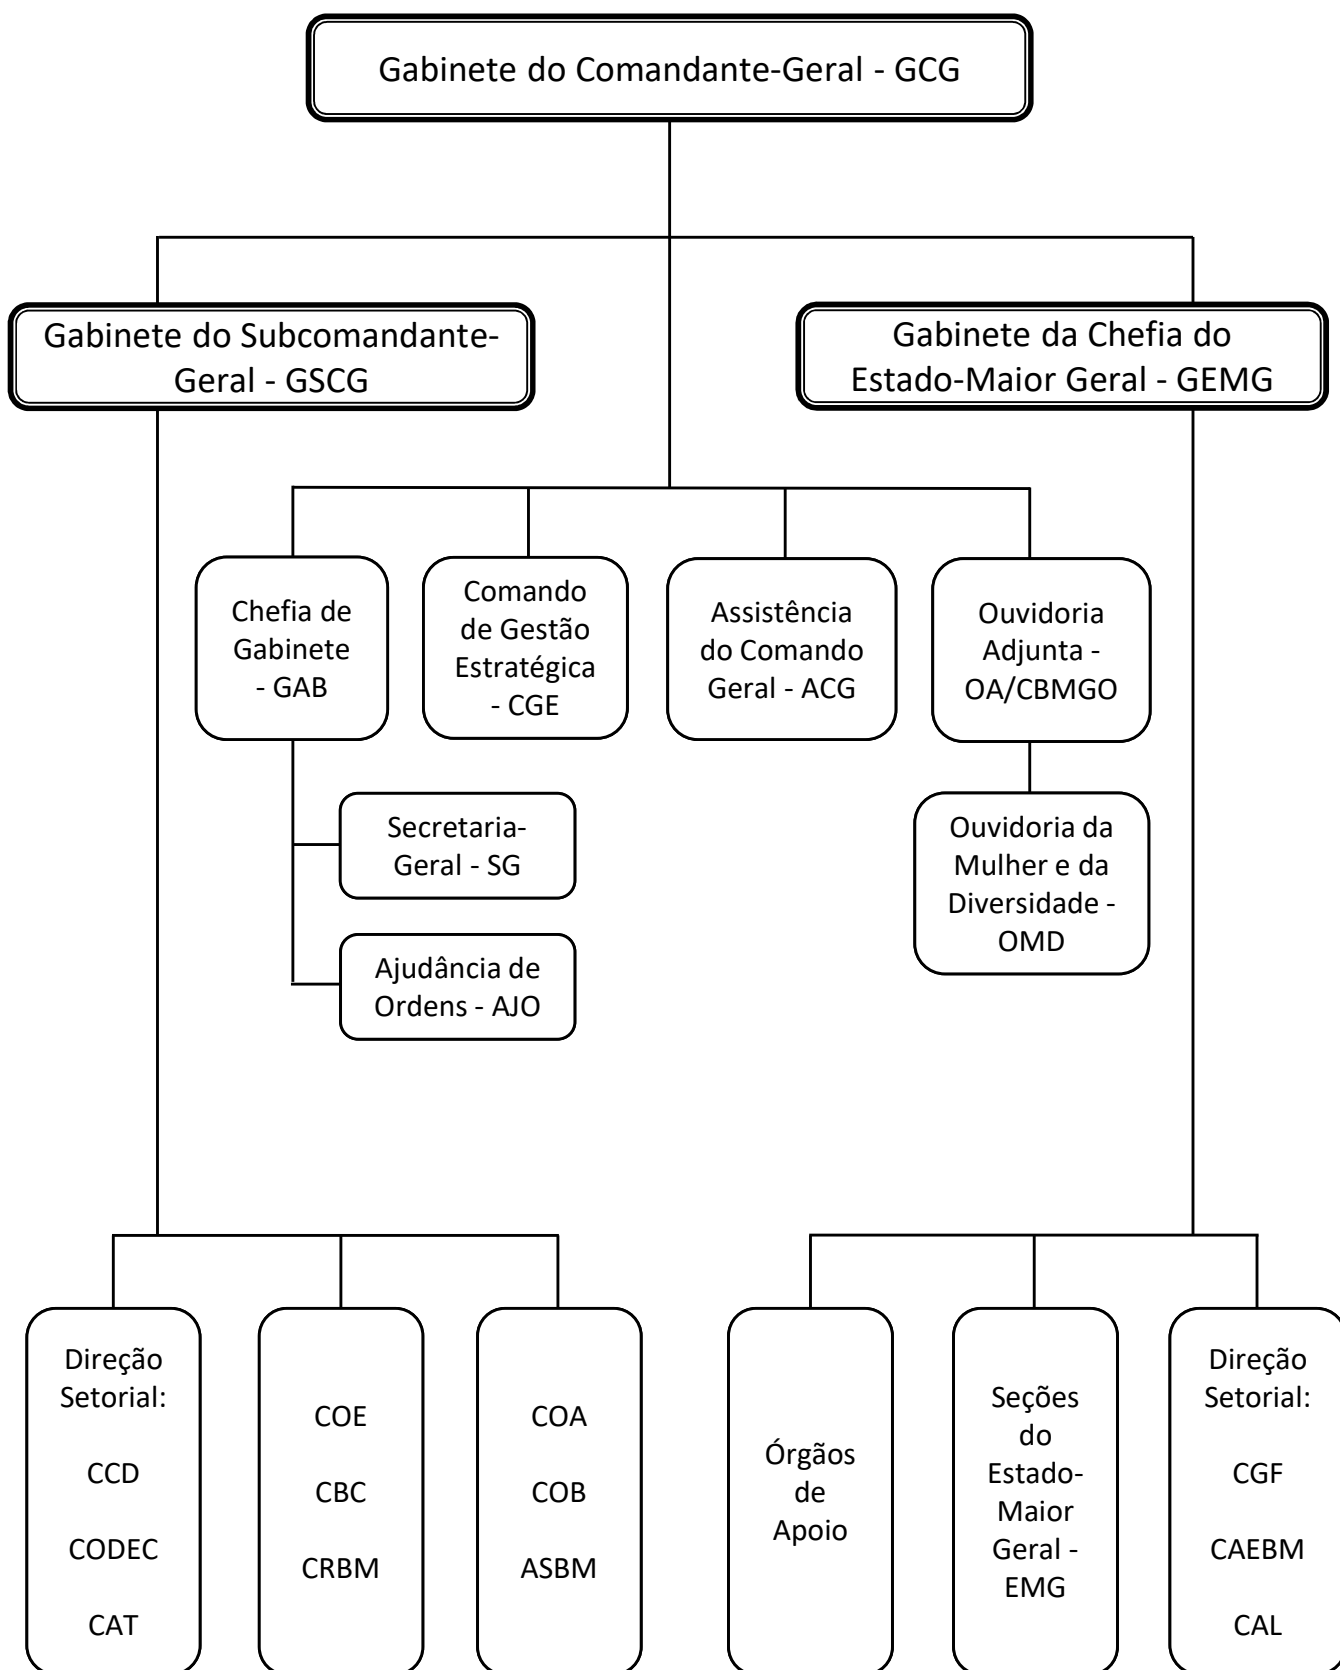 Gabinete do Comandante-Geral - GCG
Gabinete do Subcomandante-
Geral - GSCG
Gabinete da Chefia do
Estado-Maior Geral - GEMG
Chefia de
Gabinete
- GAB
Comando
de Gestão
Estratégica
- CGE
Assistência
do Comando
Geral - ACG
Ouvidoria
Adjunta -
OA/CBMGO
Secretaria-
Geral - SG
Ajudância de
Ordens - AJO
Ouvidoria da
Mulher e da
Diversidade -
OMD
Direção
Setorial:
CCD
CODEC
CAT
COE
CBC
CRBM
COA
COB
ASBM
Órgãos
de
Apoio
Seções
do
Estado-
Maior
Geral -
EMG
Direção
Setorial:
CGF
CAEBM
CAL